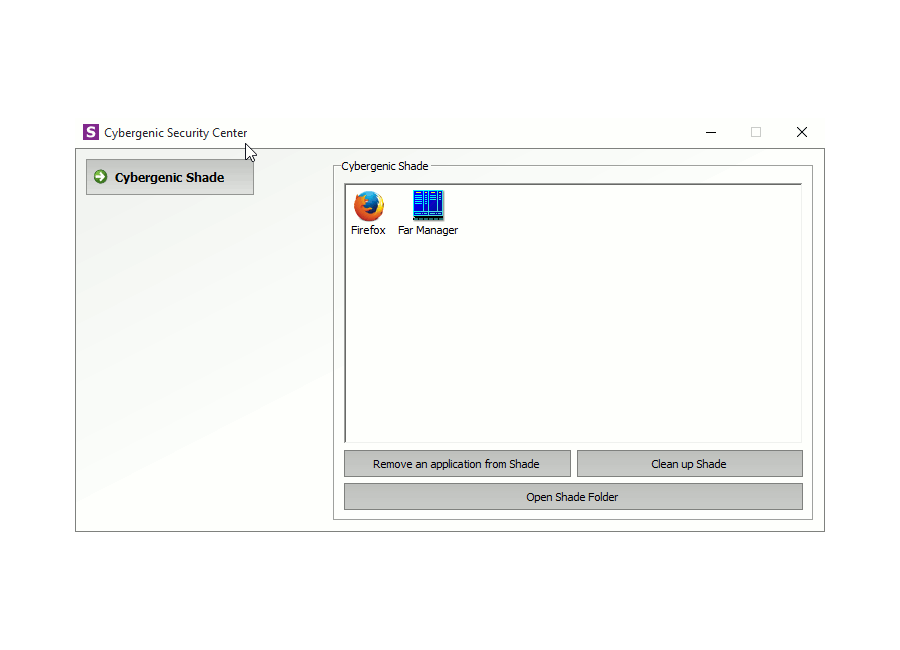 S Cybergenic Security Center
Cybergenic Shade
Cybergenic Shade
Firefox Far Manager
Remove an application from Shade Clean up Shade
Open Shade Folder